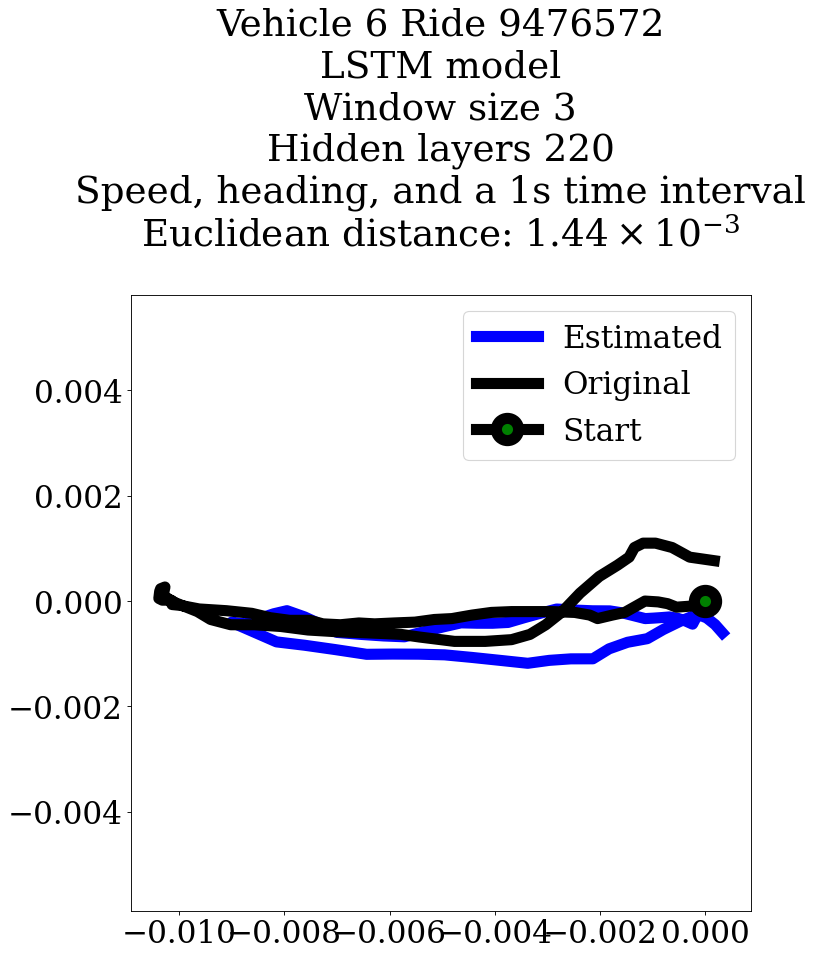 Vehicle 6 Ride 9476572
LSTM model
Window size 3
Hidden layers 220
Speed, heading, and a 1s time interval
Euclidean distance: 1.44 × 10⁻³
Estimated
Original
Start
0.004
0.002
0.000
−0.002
−0.004
−0.010 −0.008 −0.006 −0.004 −0.002 0.000